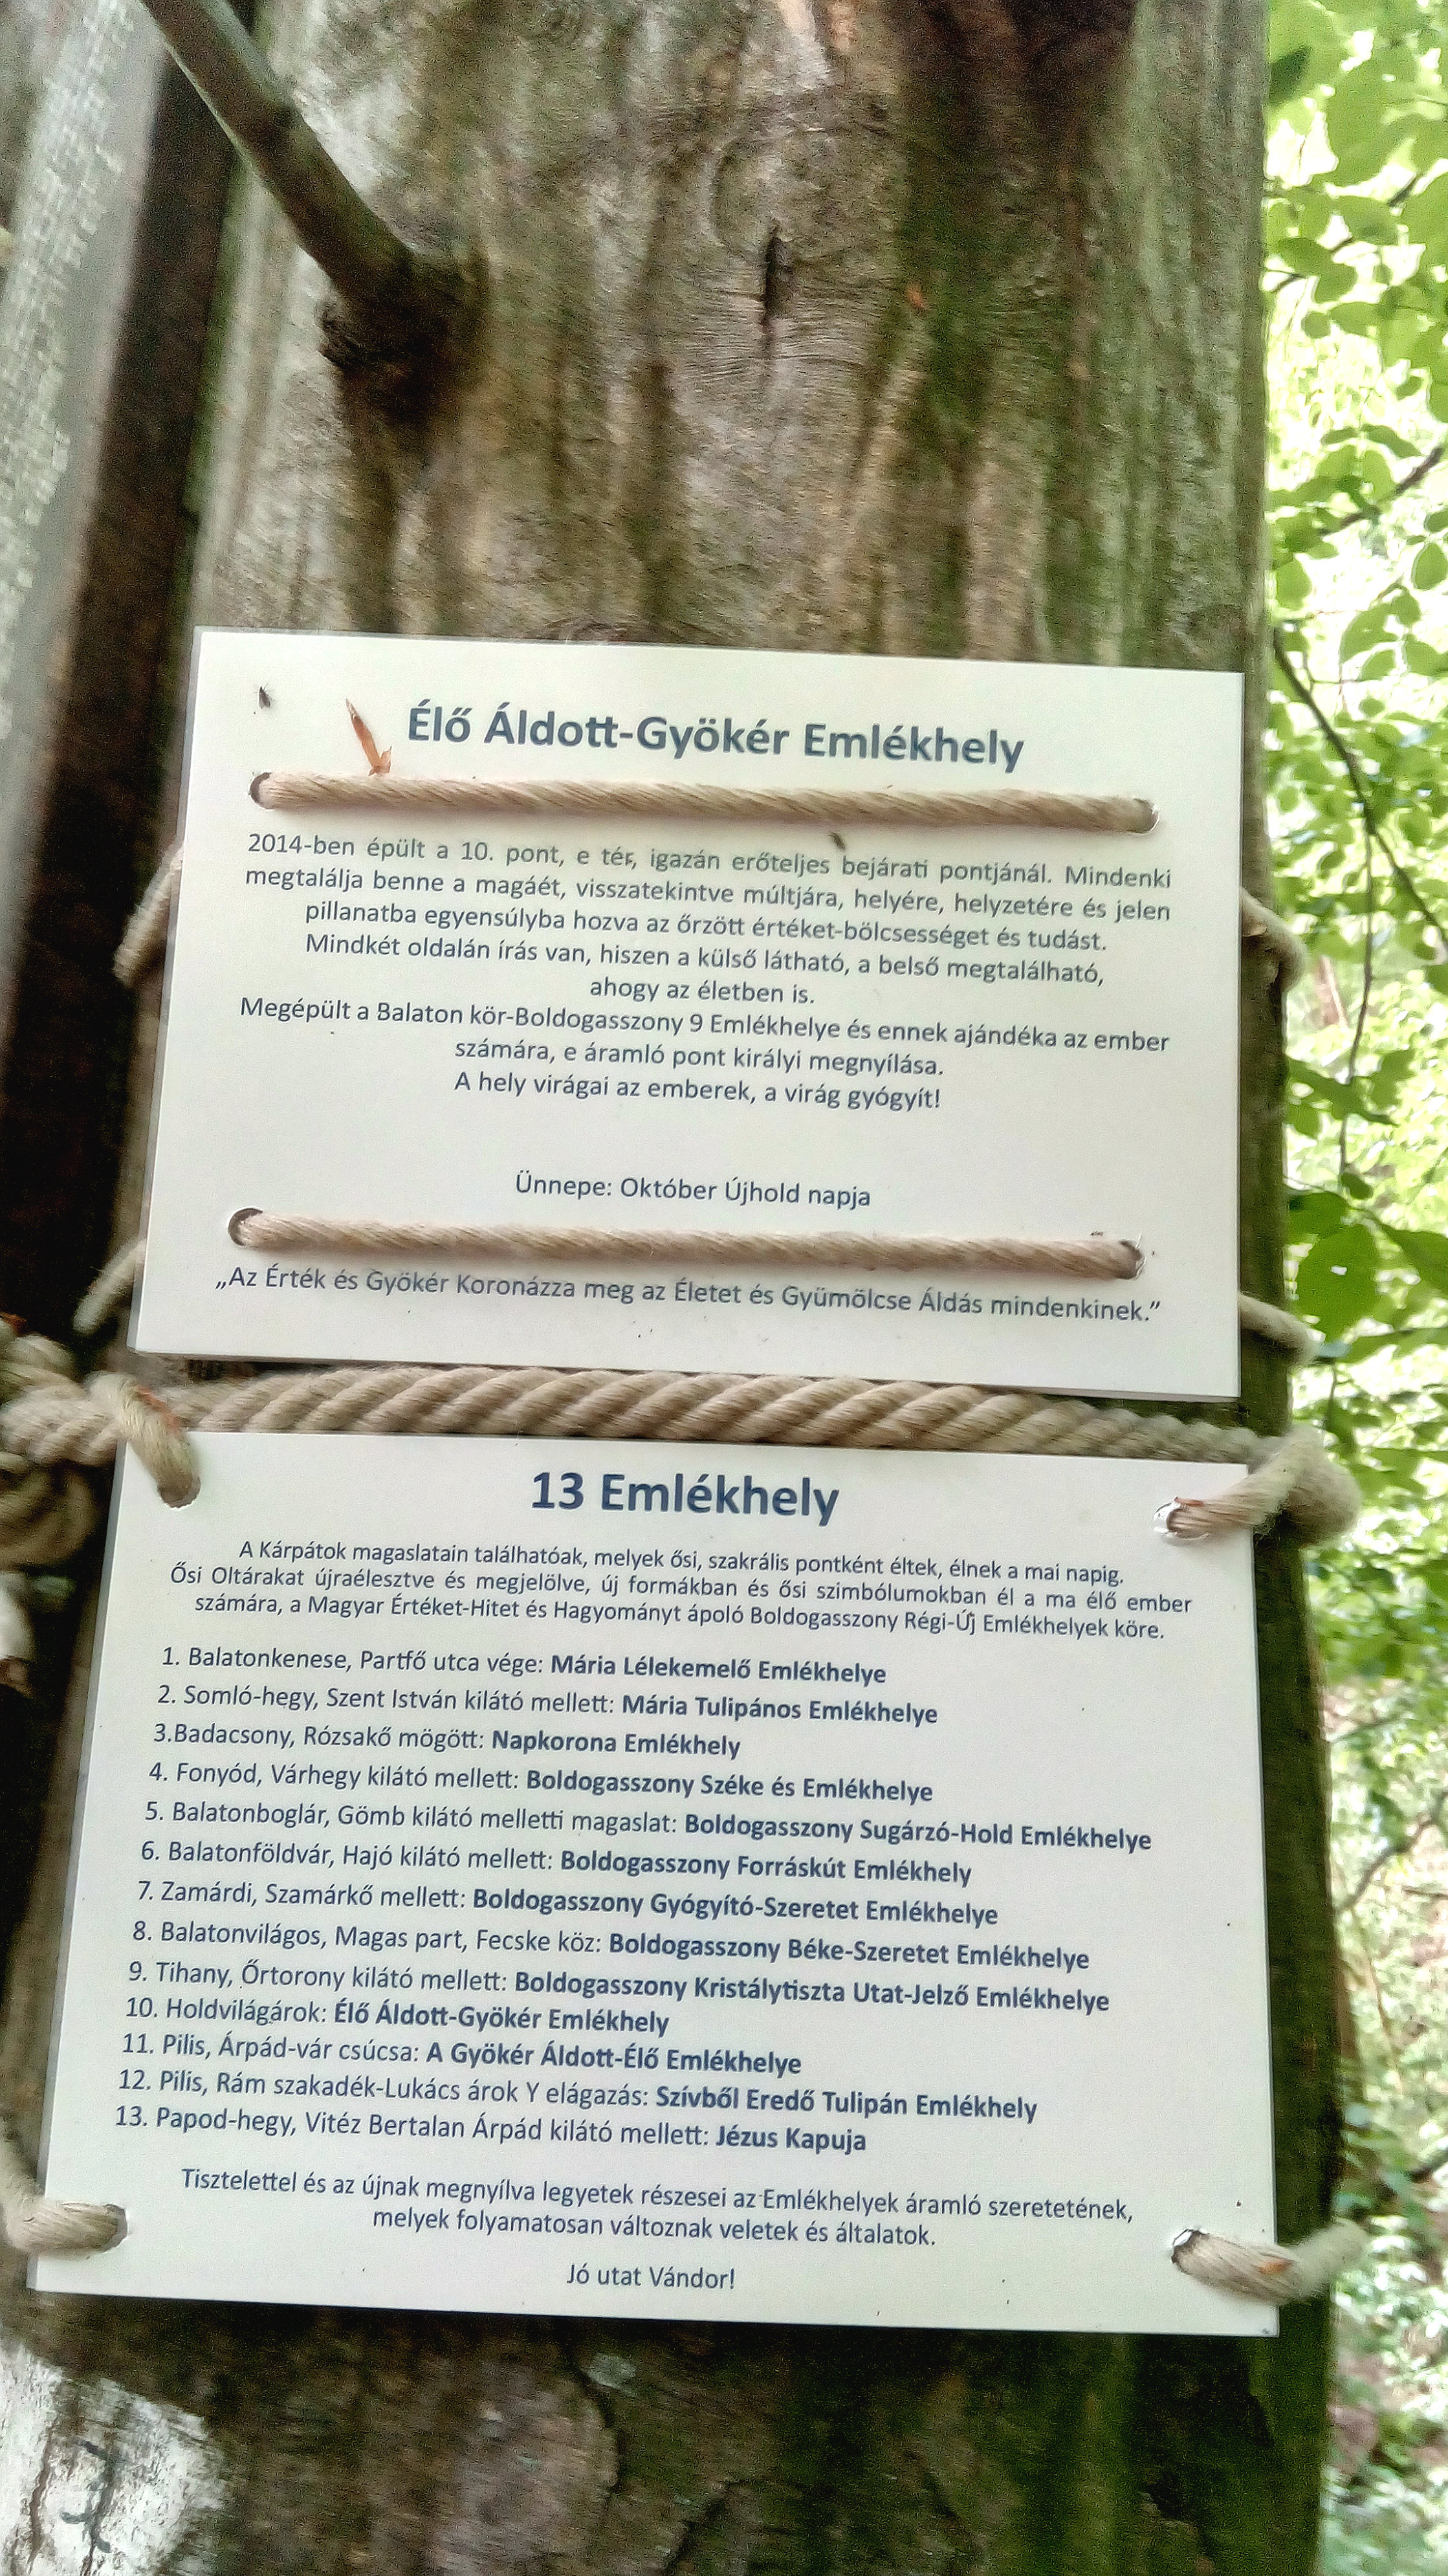 Élő Áldott-Gyökér Emlékhely
2014-ben épült a 10. pont, e tér, igazán erőteljes bejárati pontjánál. Mindenki
megtalálja benne a magáét, visszatekintve múltjára, helyére, helyzetére és jelen
pillanatba egyensúlyba hozva az őrzött értéket-bölcsességet és tudást.
Mindkét oldalán írás van, hiszen a külső látható, a belső megtalálható,
ahogy az életben is.
Megépült a Balaton kör-Boldogasszony 9 Emlékhelye és ennek ajándéka az ember
számára, e áramló pont királyi megnyílása.
A hely virágai az emberek, a virág gyógyít!
Ünnepe: Október Újhold napja
„Az Érték és Gyökér Koronázza meg az Életet és Gyümölcse Áldás mindenkinek.”
13 Emlékhely
A Kárpátok magaslatain találhatóak, melyek ősi, szakrális pontként éltek, élnek a mai napig.
Ősi Oltárakat újraélesztve és megjelölve, új formákban és ősi szimbólumokban él a ma élő ember
számára, a Magyar Értéket-Hitet és Hagyományt ápoló Boldogasszony Régi-Új Emlékhelyek köre.
1. Balatonkenese, Partfő utca vége: Mária Lélekemelő Emlékhelye
2. Somló-hegy, Szent István kilátó mellett: Mária Tulipános Emlékhelye
3.Badacsony, Rózsakő mögött: Napkorona Emlékhely
4. Fonyód, Várhegy kilátó mellett: Boldogasszony Széke és Emlékhelye
5. Balatonboglár, Gömb kilátó melletti magaslat: Boldogasszony Sugárzó-Hold Emlékhelye
6. Balatonföldvár, Hajó kilátó mellett: Boldogasszony Forráskút Emlékhely
7. Zamárdi, Szamárkő mellett: Boldogasszony Gyógyító-Szeretet Emlékhelye
8. Balatonvilágos, Magas part, Fecske köz: Boldogasszony Béke-Szeretet Emlékhelye
9. Tihany, Őrtorony kilátó mellett: Boldogasszony Kristálytiszta Utat-Jelző Emlékhelye
10. Holdvilágárok: Élő Áldott-Gyökér Emlékhely
11. Pilis, Árpád-vár csúcsa: A Gyökér Áldott-Élő Emlékhelye
12. Pilis, Rám szakadék-Lukács árok Y elágazás: Szívből Eredő Tulipán Emlékhely
13. Papod-hegy, Vitéz Bertalan Árpád kilátó mellett: Jézus Kapuja
Tisztelettel és az újnak megnyílva legyetek részesei az Emlékhelyek áramló szeretetének,
melyek folyamatosan változnak veletek és általatok.
Jó utat Vándor!